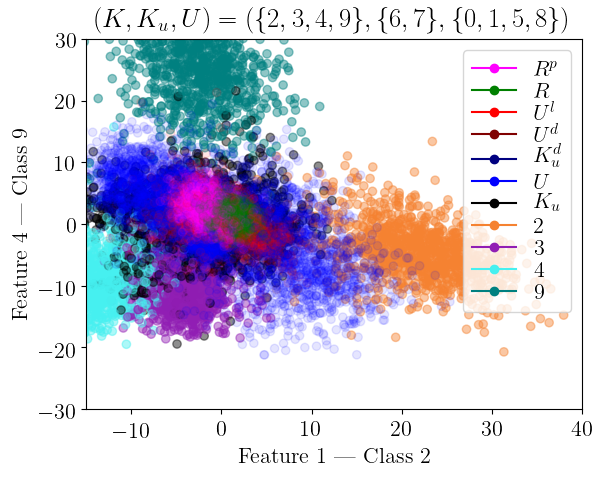 (K, K_u, U) = ({2, 3, 4, 9}, {6, 7}, {0, 1, 5, 8})
30
20
10
0
−10
−20
−30
Feature 4 — Class 9
R^p
R
U^l
U^d
K_u^d
U
K_u
2
3
4
9
−10
0
10
20
30
40
Feature 1 — Class 2